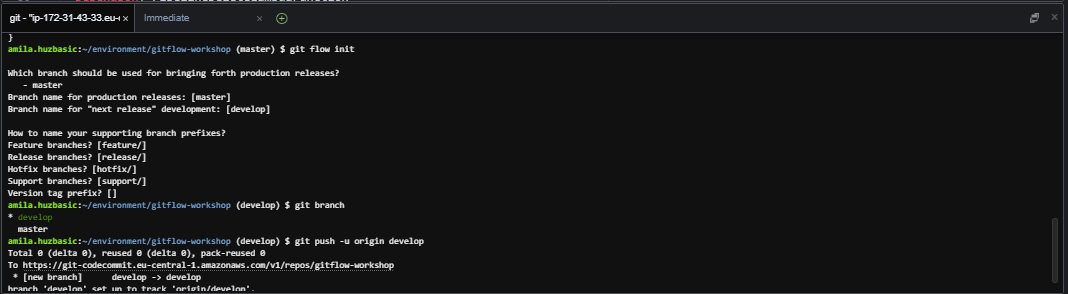 git - "ip-172-31-43-33.eu-c ×
Immediate ×
}
amila.huzbasic:~/environment/gitflow-workshop (master) $ git flow init
Which branch should be used for bringing forth production releases?
- master
Branch name for production releases: [master]
Branch name for "next release" development: [develop]
How to name your supporting branch prefixes?
Feature branches? [feature/]
Release branches? [release/]
Hotfix branches? [hotfix/]
Support branches? [support/]
Version tag prefix? []
amila.huzbasic:~/environment/gitflow-workshop (develop) $ git branch
* develop
master
amila.huzbasic:~/environment/gitflow-workshop (develop) $ git push -u origin develop
Total 0 (delta 0), reused 0 (delta 0), pack-reused 0
To https://git-codecommit.eu-central-1.amazonaws.com/v1/repos/gitflow-workshop
* [new branch] develop -> develop
branch 'develop' set up to track 'origin/develop'.